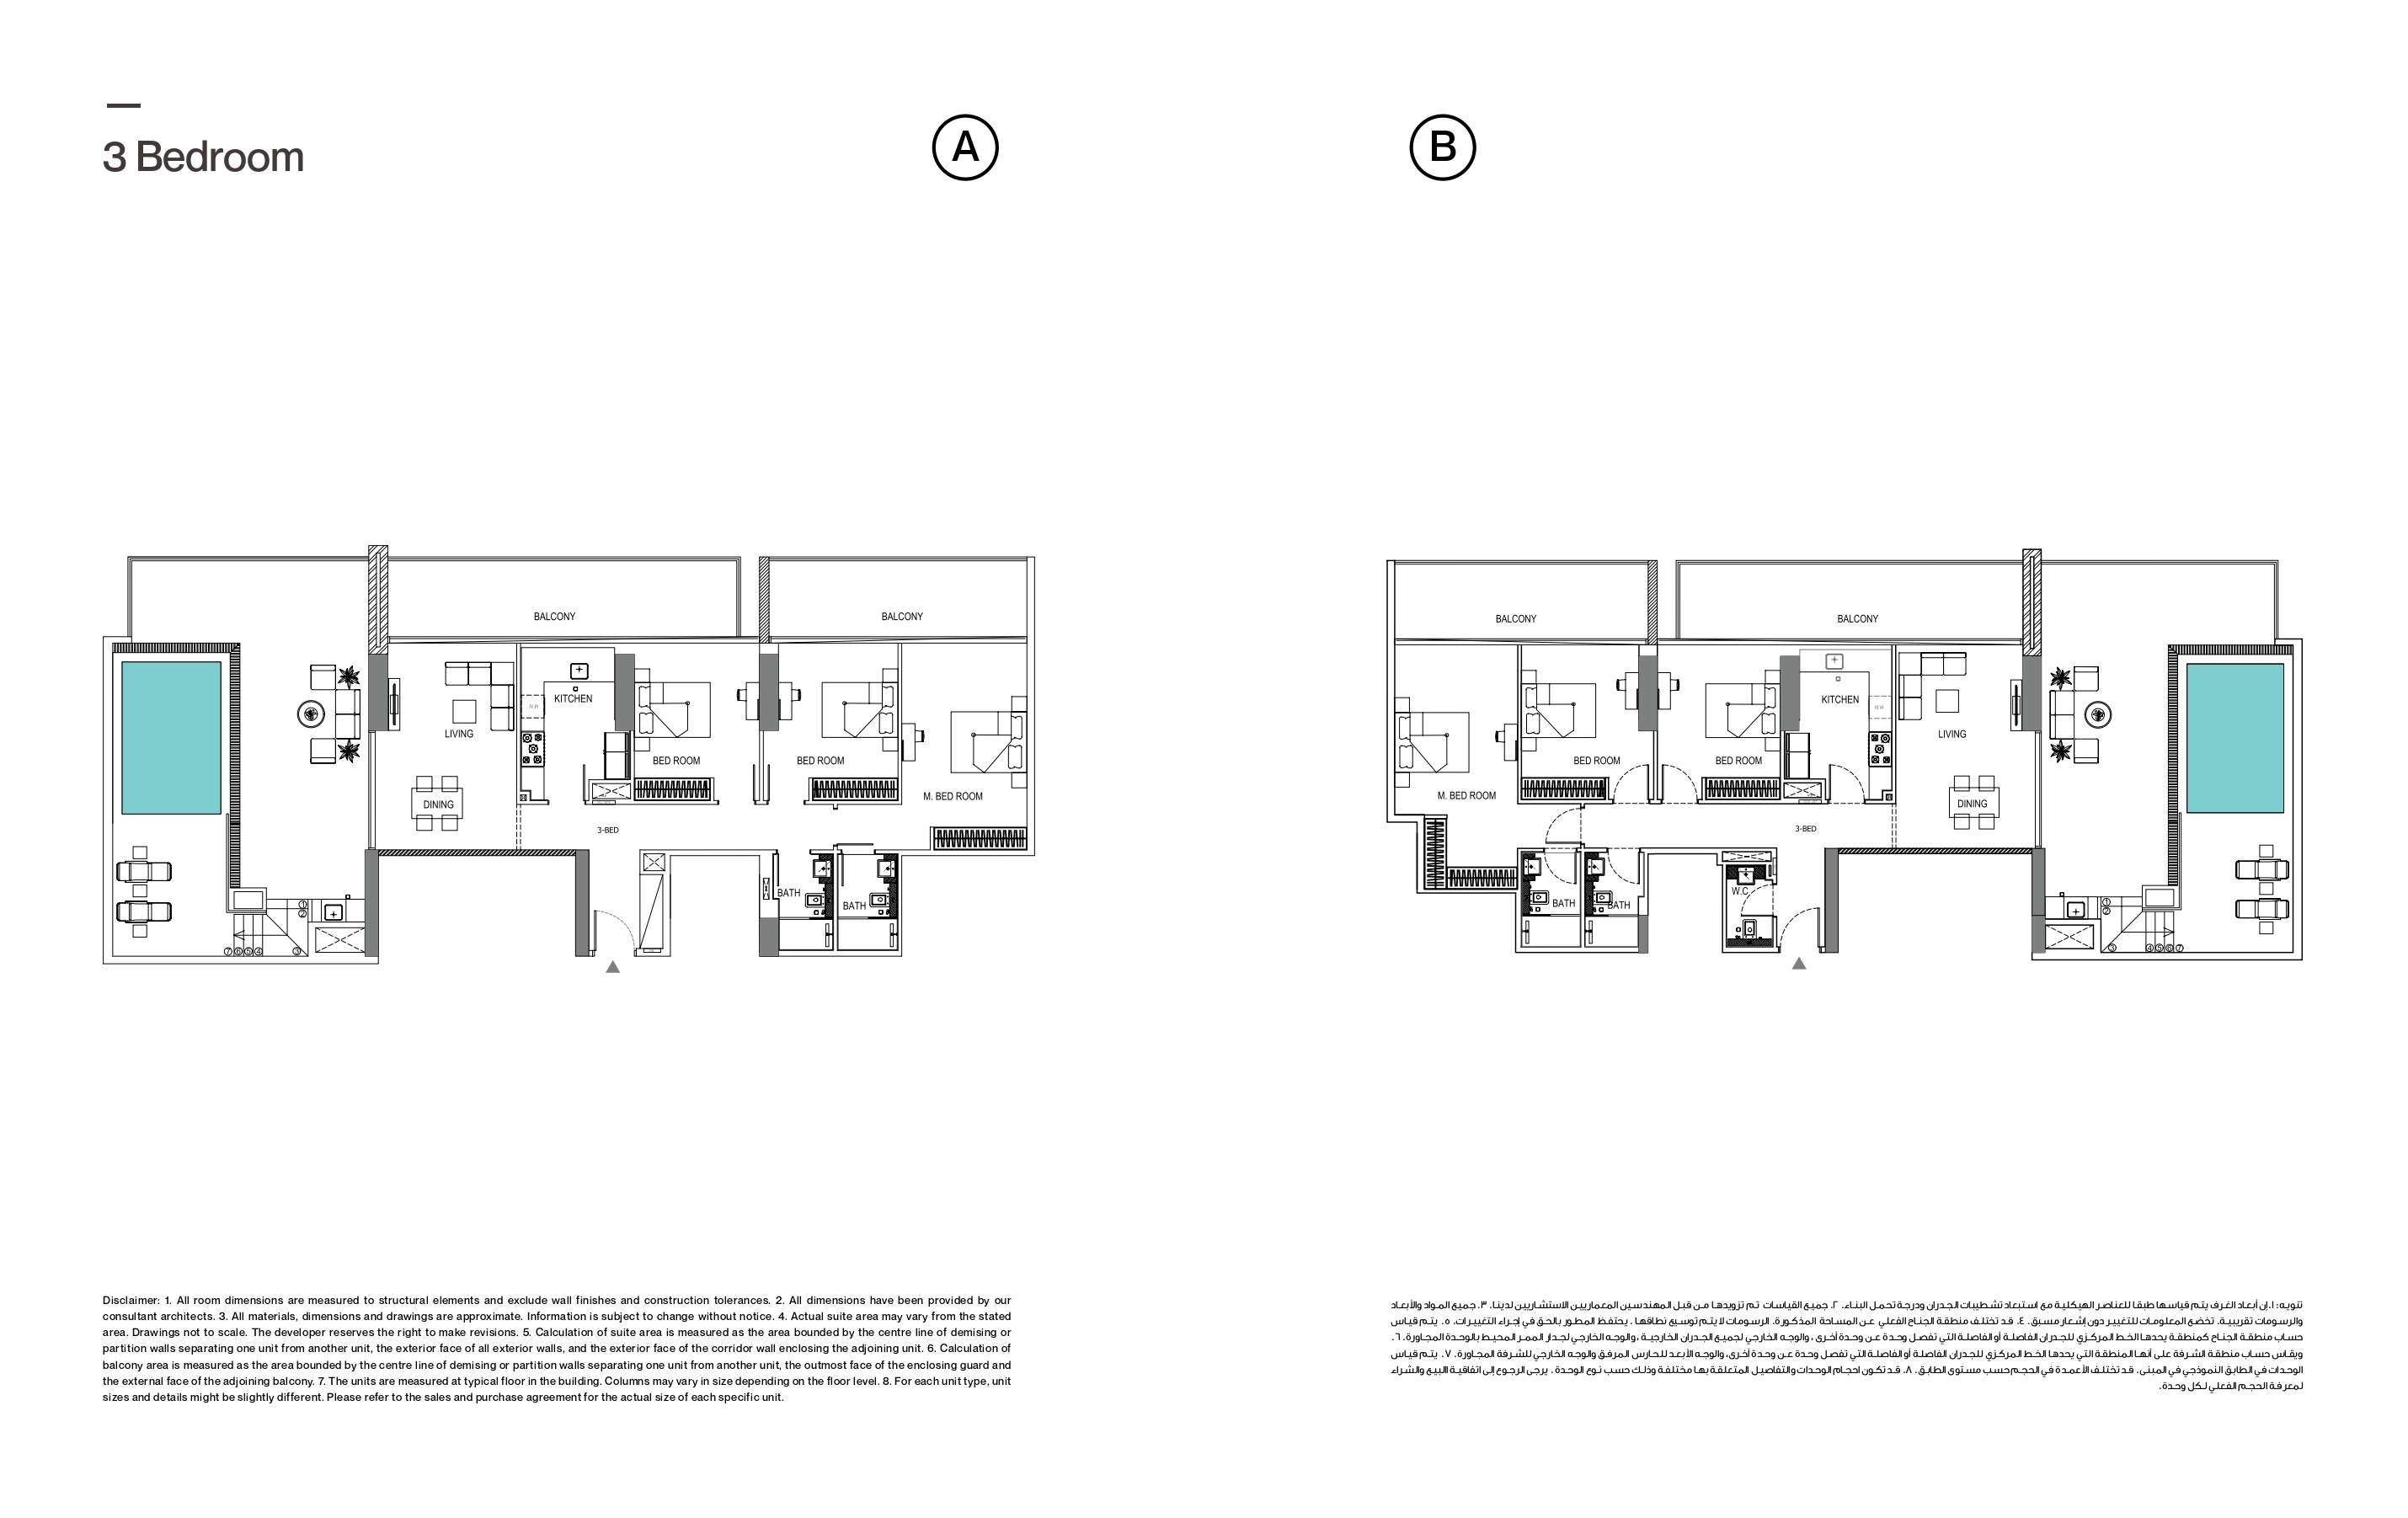 3 Bedroom
A
B
BALCONY
BALCONY
KITCHEN
LIVING
BED ROOM
BED ROOM
M. BED ROOM
DINING
3-BED
BATH
BATH
1
2
7 6 5 4 3
BALCONY
BALCONY
KITCHEN
LIVING
BED ROOM
BED ROOM
M. BED ROOM
DINING
3-BED
W.C
BATH
BATH
1
2
3 4 5 6 7
Disclaimer: 1. All room dimensions are measured to structural elements and exclude wall finishes and construction tolerances. 2. All dimensions have been provided by our
consultant architects. 3. All materials, dimensions and drawings are approximate. Information is subject to change without notice. 4. Actual suite area may vary from the stated
area. Drawings not to scale. The developer reserves the right to make revisions. 5. Calculation of suite area is measured as the area bounded by the centre line of demising or
partition walls separating one unit from another unit, the exterior face of all exterior walls, and the exterior face of the corridor wall enclosing the adjoining unit. 6. Calculation of
balcony area is measured as the area bounded by the centre line of demising or partition walls separating one unit from another unit, the outmost face of the enclosing guard and
the external face of the adjoining balcony. 7. The units are measured at typical floor in the building. Columns may vary in size depending on the floor level. 8. For each unit type, unit
sizes and details might be slightly different. Please refer to the sales and purchase agreement for the actual size of each specific unit.
تنويه: ١.إن أبعاد الغرف يتم قياسها طبقا للعناصر الهيكلية مع استبعاد تشطيبات الجدران ودرجة تحمل البناء. ٢. جميع القياسات تم تزويدها من قبل المهندسين المعماريين الاستشاريين لدينا. ٣. جميع المواد والأبعاد
والرسومات تقريبية. تخضع المعلومات للتغيير دون إشعار مسبق. ٤. قد تختلف منطقة الجناح الفعلي عن المساحة المذكورة. الرسومات لا يتم توسيع نطاقها . يحتفظ المطور بالحق في إجراء التغييرات. ٥. يتم قياس
حساب منطقة الجناح كمنطقة يحدها الخط المركزي للجدران الفاصلة أو الفاصلة التي تفصل وحدة عن وحدة أخرى ، والوجه الخارجي لجميع الجدران الخارجية ، والوجه الخارجي لجدار الممر المحيط بالوحدة المجاورة. ٦.
ويقاس حساب منطقة الشرفة على أنها المنطقة التي يحدها الخط المركزي للجدران الفاصلة أو الفاصلة التي تفصل وحدة عن وحدة أخرى، والوجه الأبعد للحارس المرفق والوجه الخارجي للشرفة المجاورة. ٧. يتم قياس
الوحدات في الطابق النموذجي في المبنى. قد تختلف الأعمدة في الحجم حسب مستوى الطابق. ٨. قد تكون احجام الوحدات والتفاصيل المتعلقة بها مختلفة وذلك حسب نوع الوحدة . يرجى الرجوع إلى اتفاقية البيع والشراء
لمعرفة الحجم الفعلي لكل وحدة.